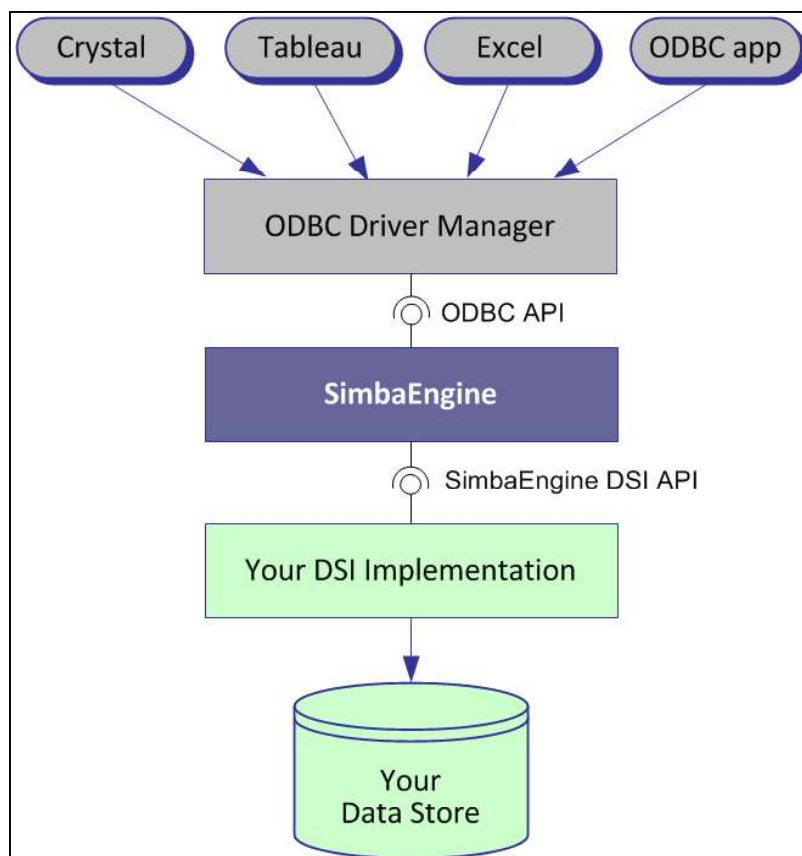 Crystal
Tableau
Excel
ODBC app
ODBC Driver Manager
ODBC API
SimbaEngine
SimbaEngine DSI API
Your DSI Implementation
Your
Data Store